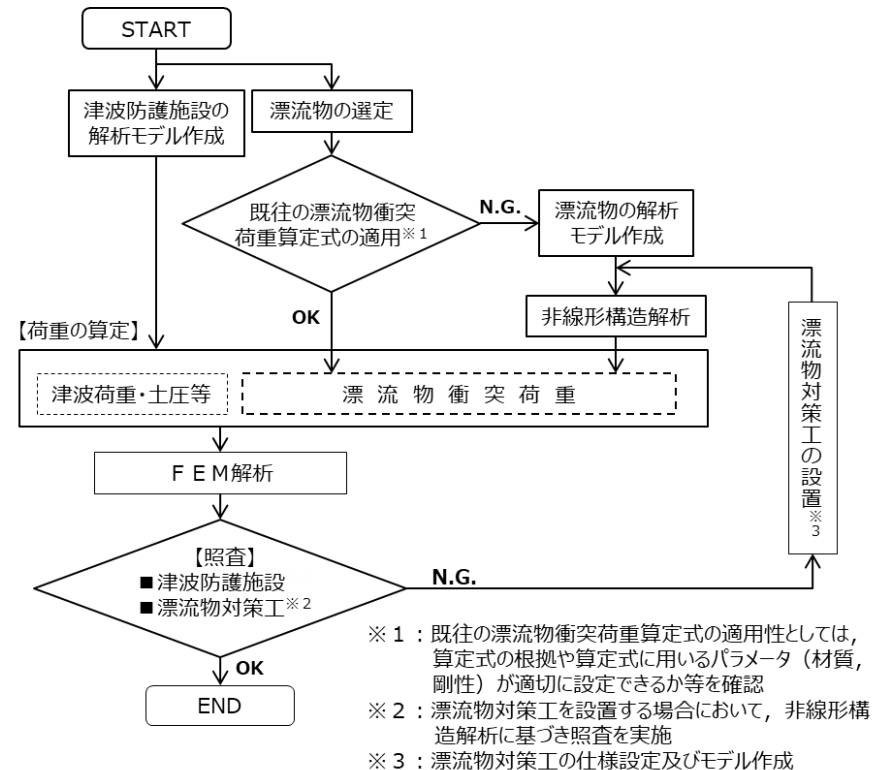 START
津波防護施設の
解析モデル作成
漂流物の選定
既往の漂流物衝突
荷重算定式の適用※1
N.G.
漂流物の解析
モデル作成
OK
非線形構造解析
【荷重の算定】
津波荷重・土圧等
漂流物衝突荷重
漂流物対策工の設置※3
ＦＥＭ解析
【照査】
■津波防護施設
■漂流物対策工※2
N.G.
OK
END
※1：既往の漂流物衝突荷重算定式の適用性としては，
算定式の根拠や算定式に用いるパラメータ（材質，
剛性）が適切に設定できるか等を確認
※2：漂流物対策工を設置する場合において，非線形構
造解析に基づき照査を実施
※3：漂流物対策工の仕様設定及びモデル作成